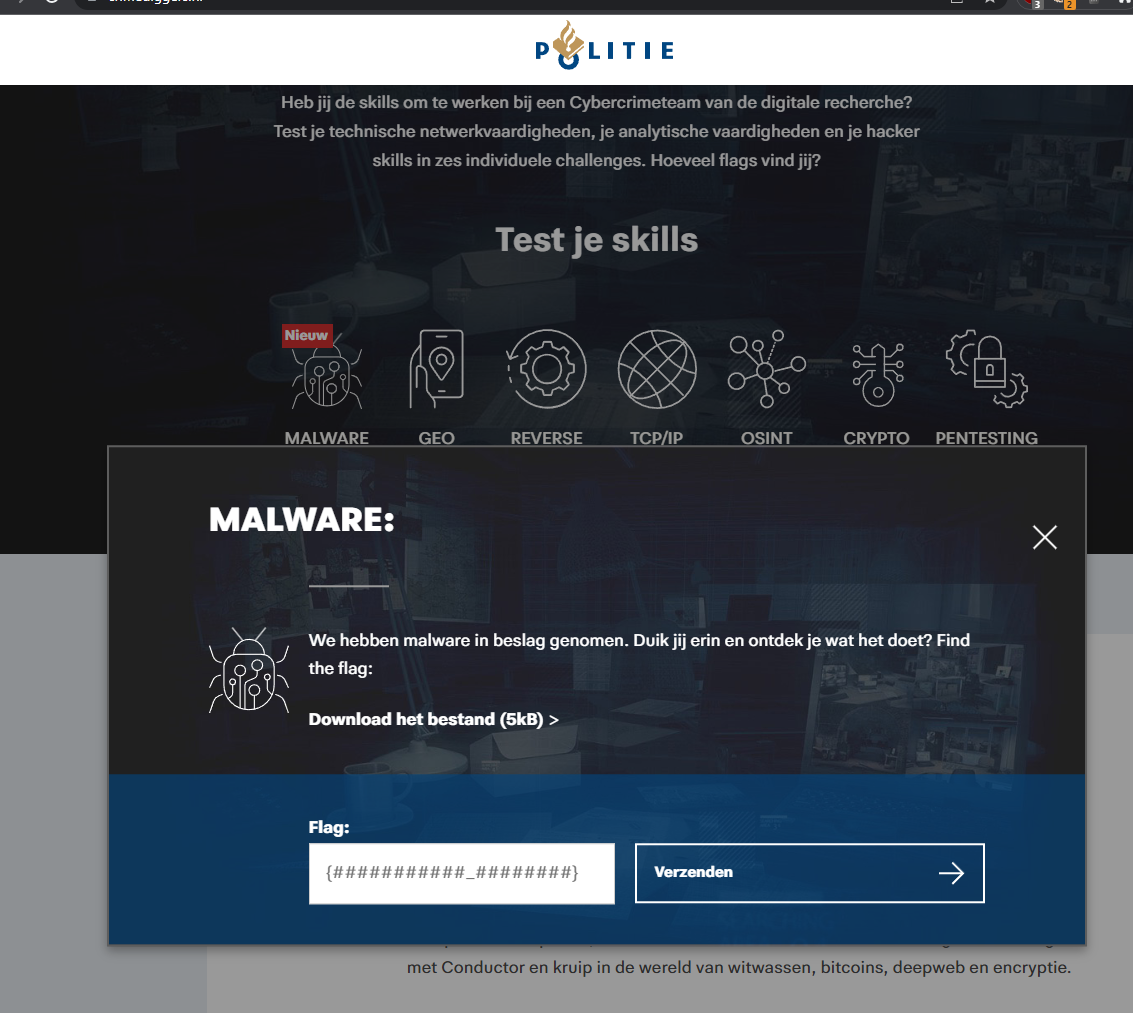 3
2
POLITIE
Heb jij de skills om te werken bij een Cybercrimeteam van de digitale recherche?
Test je technische netwerkvaardigheden, je analytische vaardigheden en je hacker
skills in zes individuele challenges. Hoeveel flags vind jij?
Test je skills
Nieuw
MALWARE GEO REVERSE TCP/IP OSINT CRYPTO PENTESTING
MALWARE:
We hebben malware in beslag genomen. Duik jij erin en ontdek je wat het doet? Find
the flag:
Download het bestand (5kB) >
Flag:
{###########_########}
Verzenden
met Conductor en kruip in de wereld van witwassen, bitcoins, deepweb en encryptie.